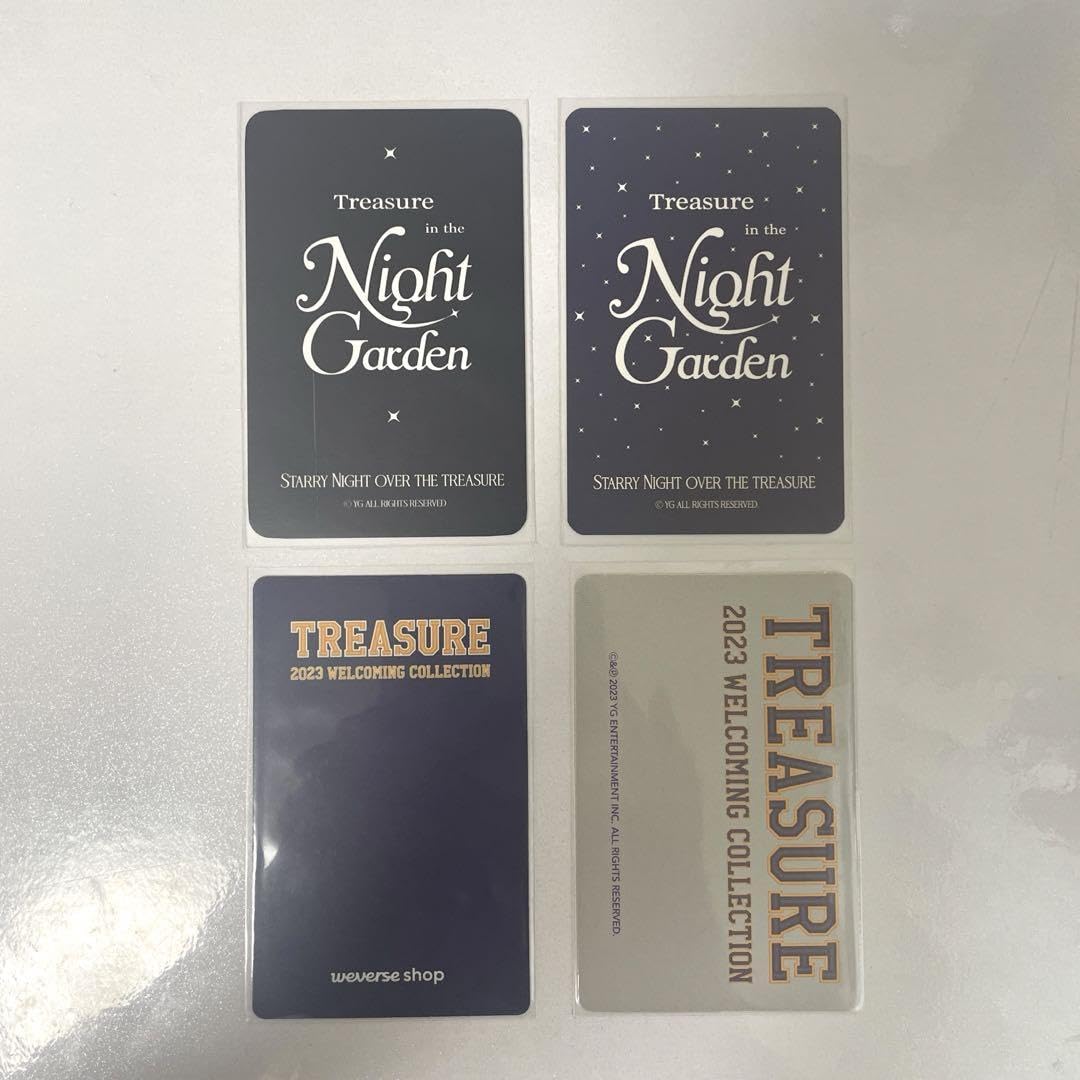 Treasure
in the
Night
Garden
STARRY NIGHT OVER THE TREASURE
© YG ALL RIGHTS RESERVED
Treasure
in the
Night
Garden
STARRY NIGHT OVER THE TREASURE
© YG ALL RIGHTS RESERVED.
TREASURE
2023 WELCOMING COLLECTION
weverse shop
TREASURE
2023 WELCOMING COLLECTION
©&℗ 2023 YG ENTERTAINMENT INC. ALL RIGHTS RESERVED.